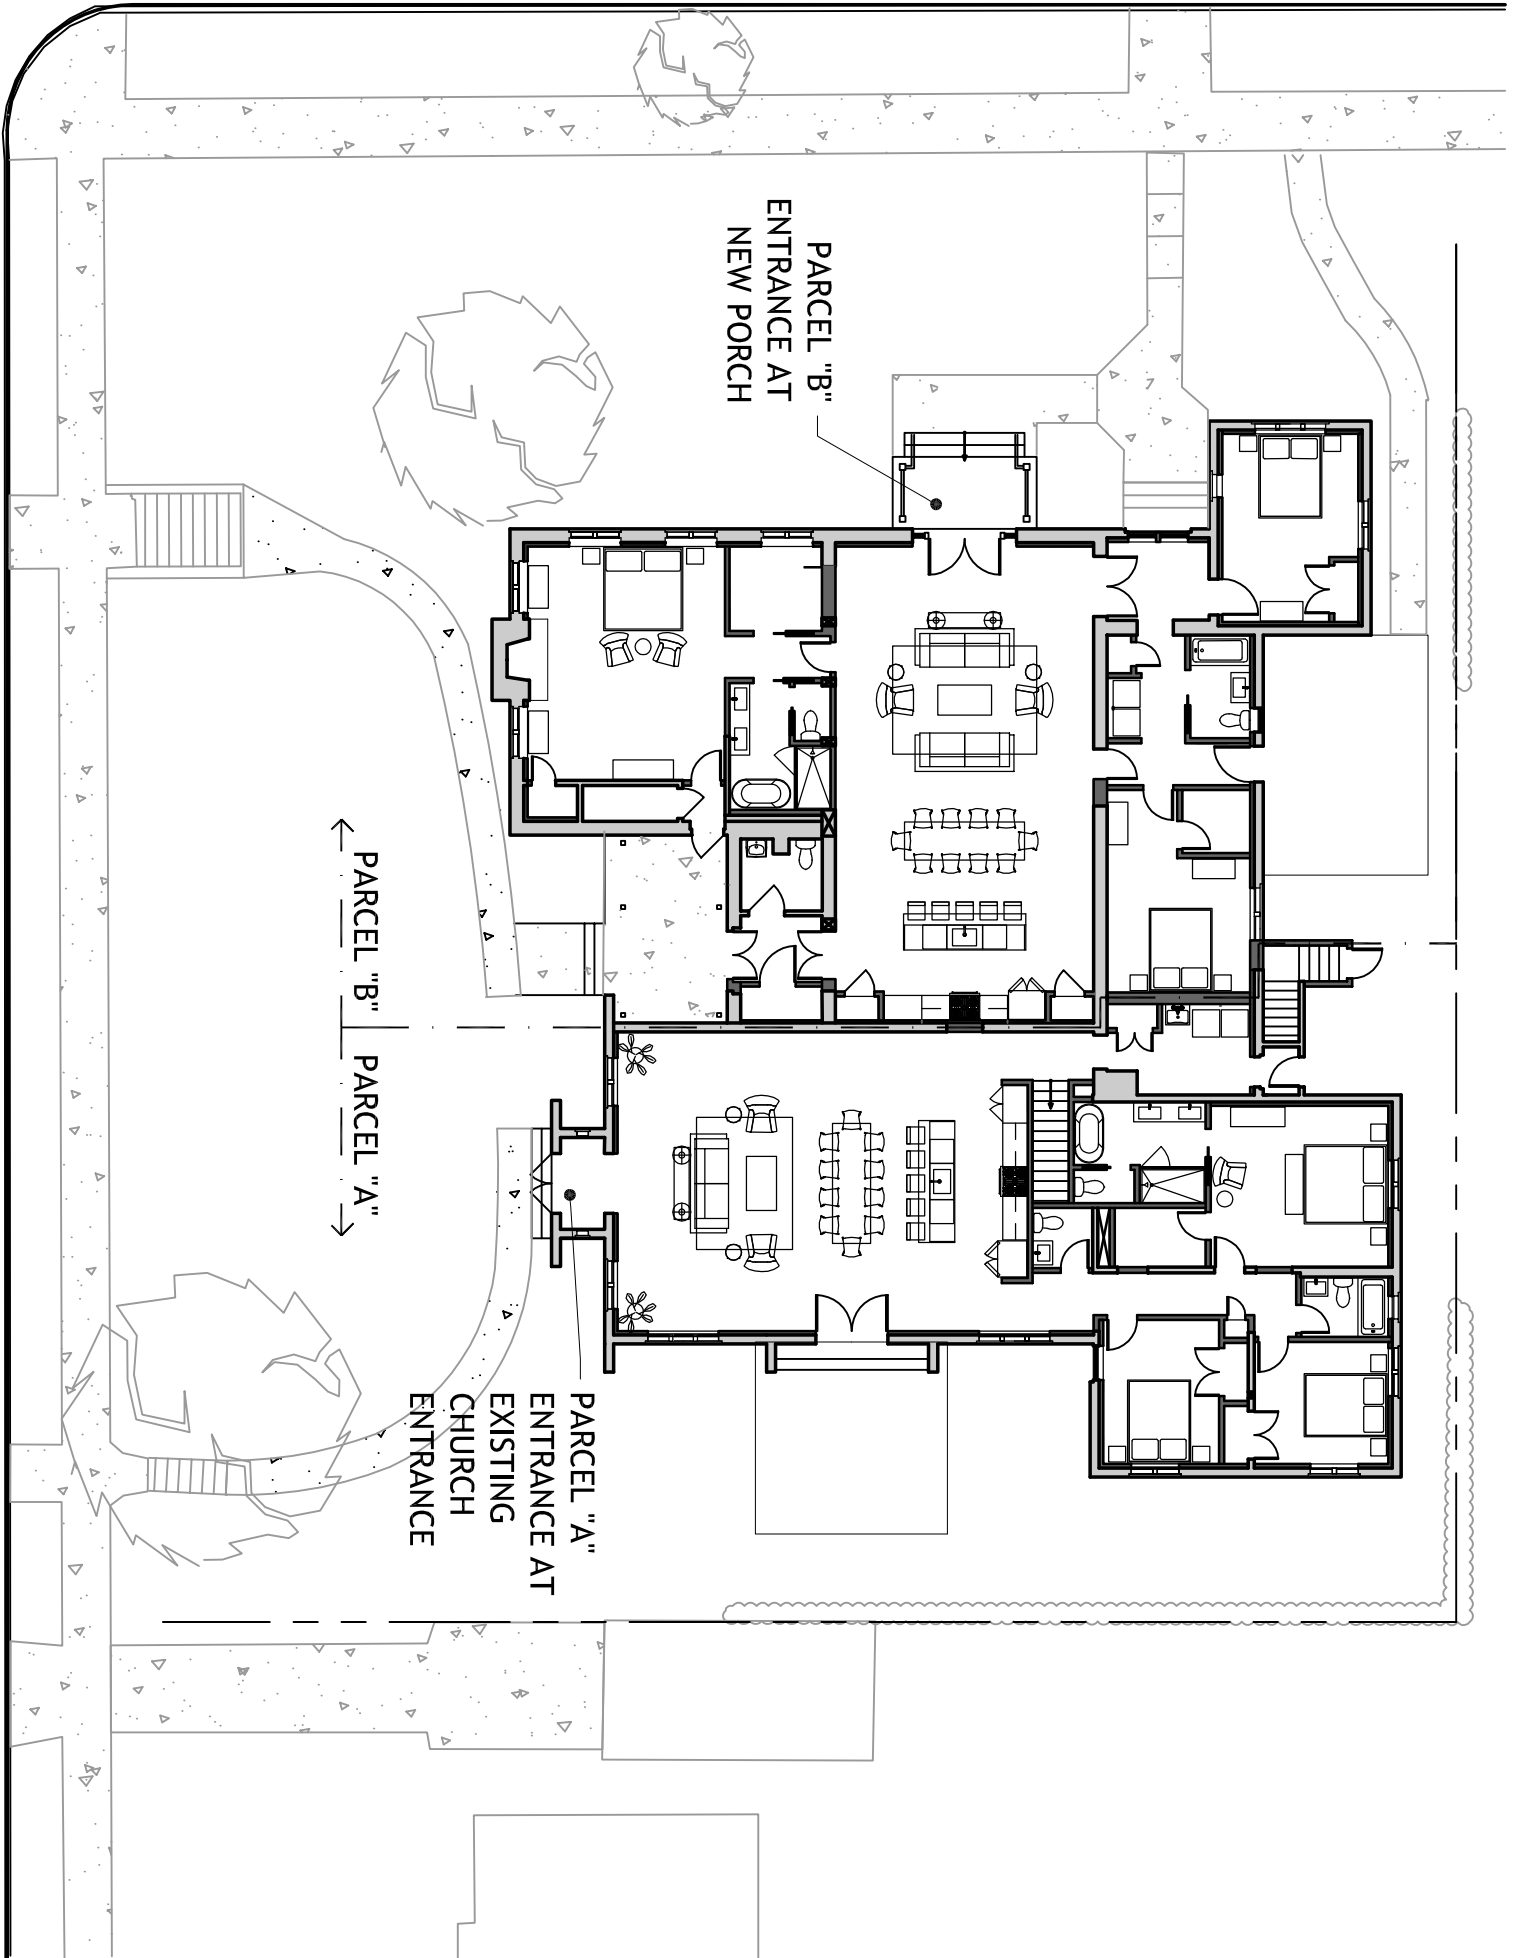 PARCEL "B"
ENTRANCE AT
NEW PORCH
PARCEL "B"
PARCEL "A"
PARCEL "A"
ENTRANCE AT
EXISTING
CHURCH
ENTRANCE